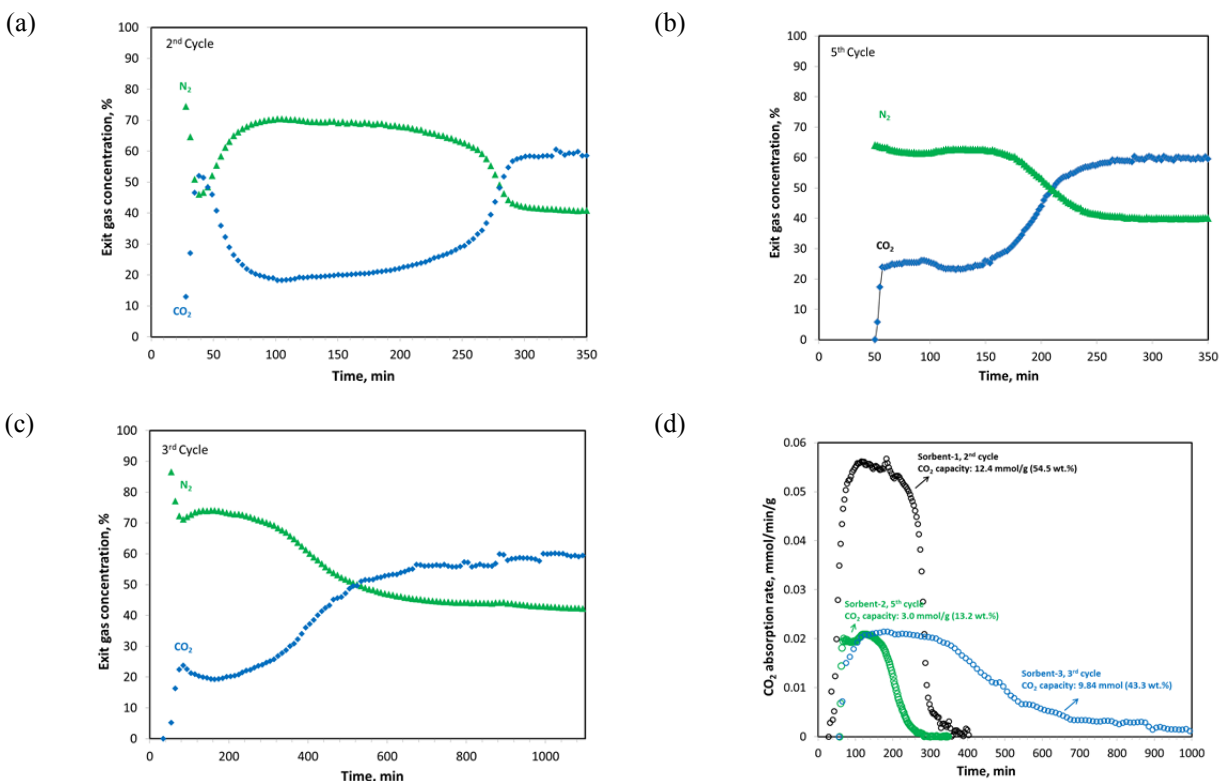 (a)
2nd Cycle
N2
CO2
Exit gas concentration, %
100
90
80
70
60
50
40
30
20
10
0
0 50 100 150 200 250 300 350
Time, min
(b)
5th Cycle
N2
CO2
Exit gas concentration, %
100
90
80
70
60
50
40
30
20
10
0
0 50 100 150 200 250 300 350
Time, min
(c)
3rd Cycle
N2
CO2
Exit gas concentration, %
100
90
80
70
60
50
40
30
20
10
0
0 200 400 600 800 1000
Time, min
(d)
Sorbent-1, 2nd cycle
CO2 capacity: 12.4 mmol/g (54.5 wt.%)
Sorbent-2, 5th cycle
CO2 capacity: 3.0 mmol/g (13.2 wt.%)
Sorbent-3, 3rd cycle
CO2 capacity: 9.84 mmol (43.3 wt.%)
CO2 absorption rate, mmol/min/g
0.06
0.05
0.04
0.03
0.02
0.01
0
0 100 200 300 400 500 600 700 800 900 1000
Time, min